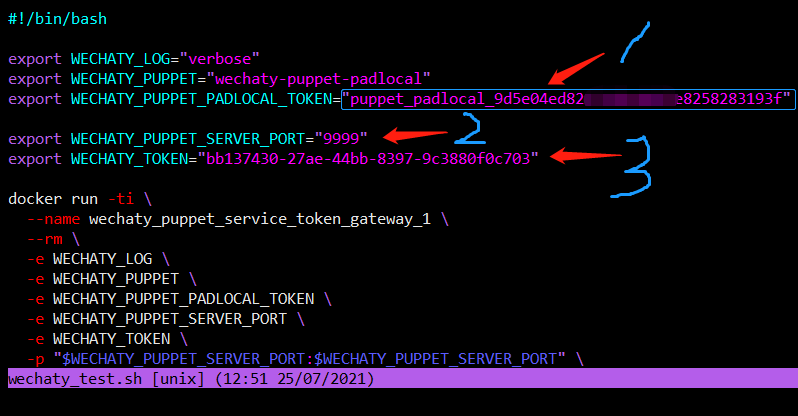 #!/bin/bash
export WECHATY_LOG="verbose"
export WECHATY_PUPPET="wechaty-puppet-padlocal"
export WECHATY_PUPPET_PADLOCAL_TOKEN="puppet_padlocal_9d5e04ed82 e8258283193f"
1
export WECHATY_PUPPET_SERVER_PORT="9999"
2
export WECHATY_TOKEN="bb137430-27ae-44bb-8397-9c3880f0c703"
3
docker run -ti \
--name wechaty_puppet_service_token_gateway_1 \
--rm \
-e WECHATY_LOG \
-e WECHATY_PUPPET \
-e WECHATY_PUPPET_PADLOCAL_TOKEN \
-e WECHATY_PUPPET_SERVER_PORT \
-e WECHATY_TOKEN \
-p "$WECHATY_PUPPET_SERVER_PORT:$WECHATY_PUPPET_SERVER_PORT" \
wechaty_test.sh [unix] (12:51 25/07/2021)